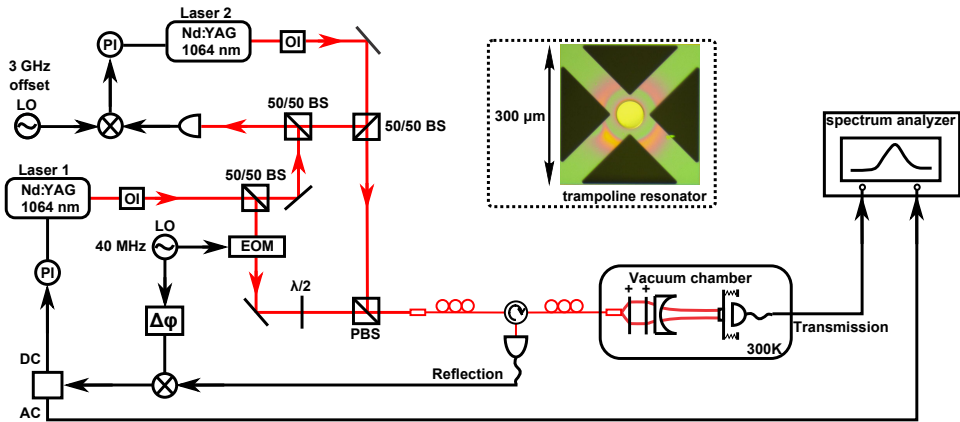 Laser 2
PI
Nd:YAG
1064 nm
OI
3 GHz
offset
LO
50/50 BS
50/50 BS
300 µm
trampoline resonator
spectrum analyzer
Laser 1
Nd:YAG
1064 nm
OI
50/50 BS
LO
40 MHz
EOM
PI
Δφ
λ/2
PBS
Vacuum chamber
+ +
300K
Transmission
DC
AC
Reflection